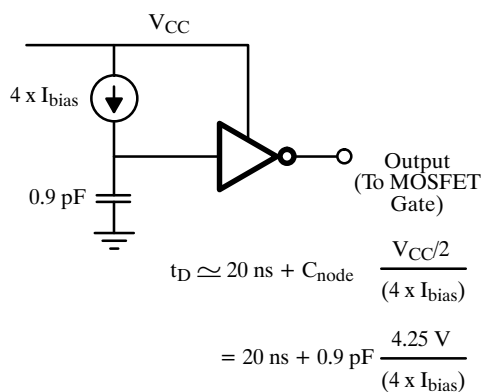 V_CC
4 x I_bias
0.9 pF
Output
(To MOSFET
Gate)
t_D ≃ 20 ns + C_node V_CC/2 / (4 x I_bias)
= 20 ns + 0.9 pF 4.25 V / (4 x I_bias)